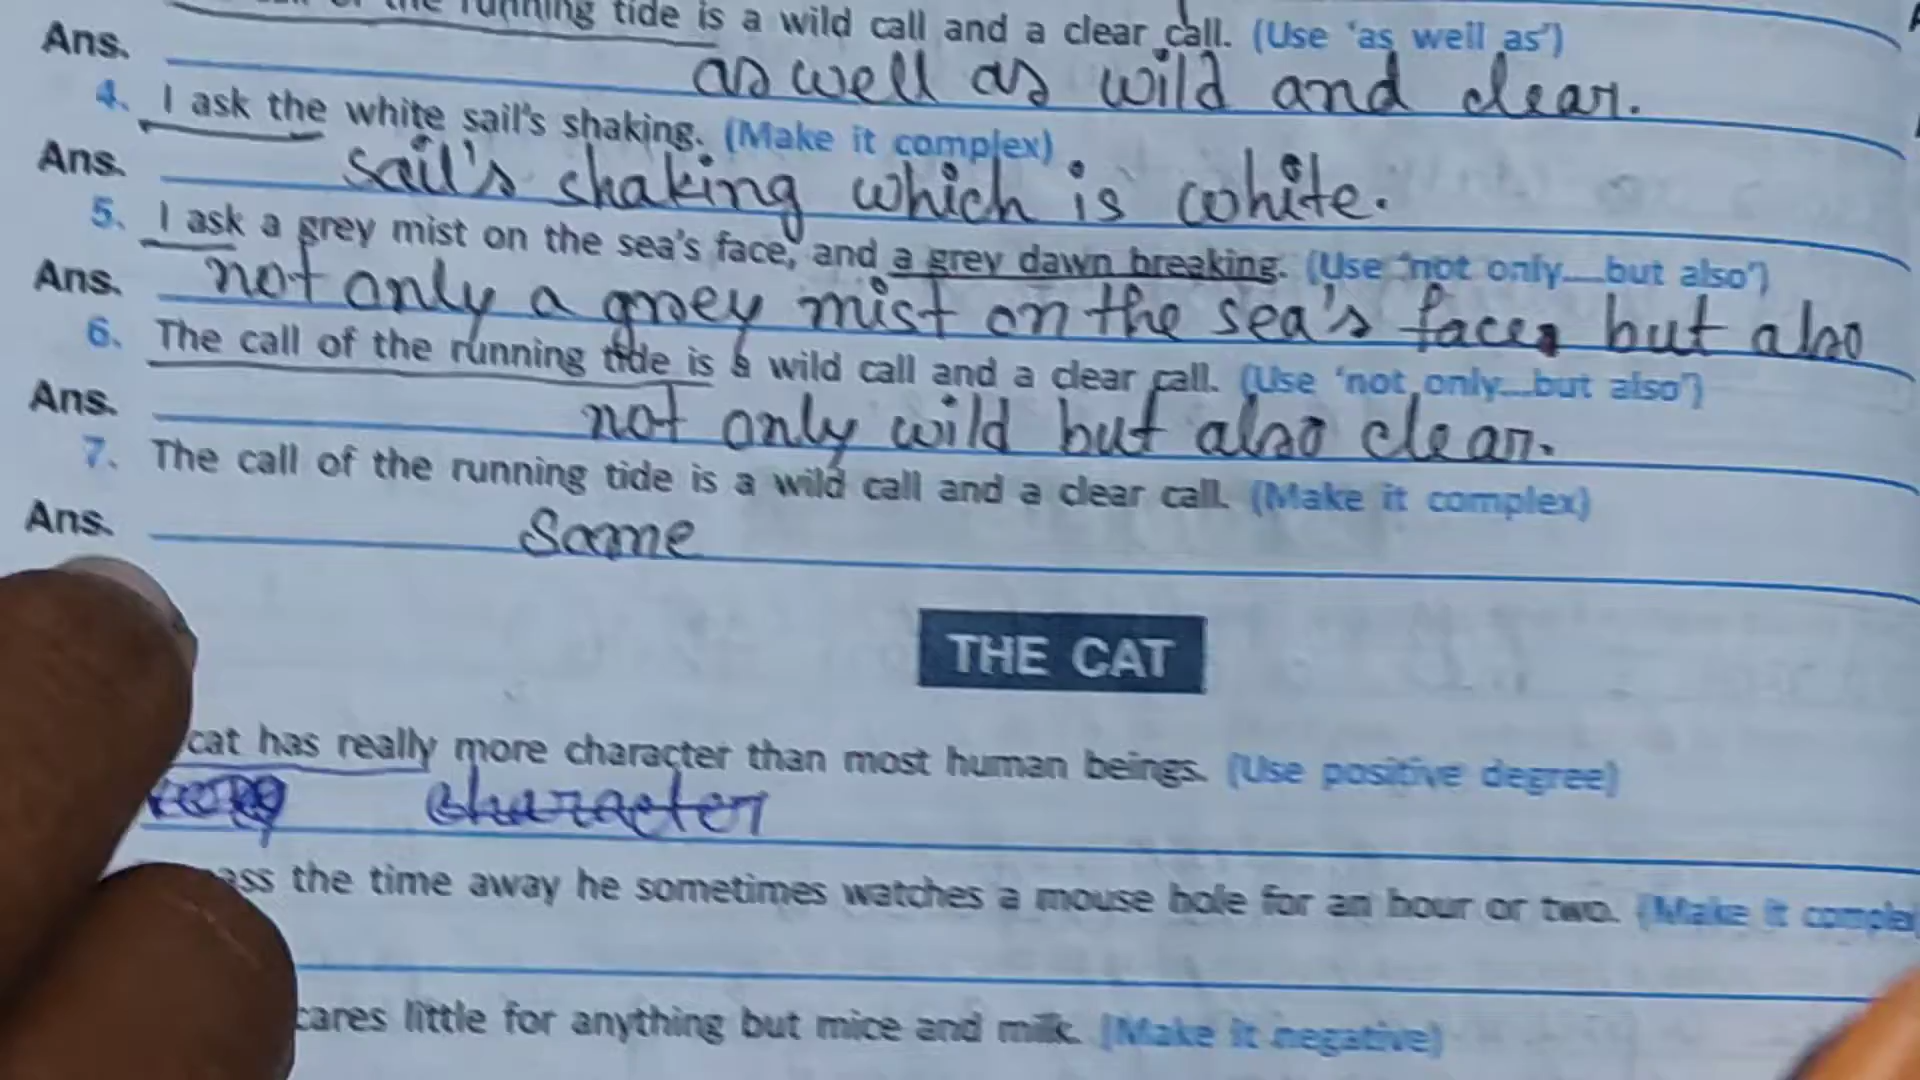 the running tide is a wild call and a clear call. (Use 'as well as')
Ans. as well as wild and clear.
4. I ask the white sail's shaking. (Make it complex)
Ans. sail's shaking which is white.
5. I ask a grey mist on the sea's face, and a grey dawn breaking. (Use 'not only....but also')
Ans. not only a grey mist on the sea's face, but also
6. The call of the running tide is a wild call and a clear call. (Use 'not only...but also')
Ans. not only wild but also clear.
7. The call of the running tide is a wild call and a clear call. (Make it complex)
Ans. Same
THE CAT
cat has really more character than most human beings. (Use positive degree)
character
the time away he sometimes watches a mouse hole for an hour or two. (Make it
cares little for anything but mice and milk. (Make it negative)